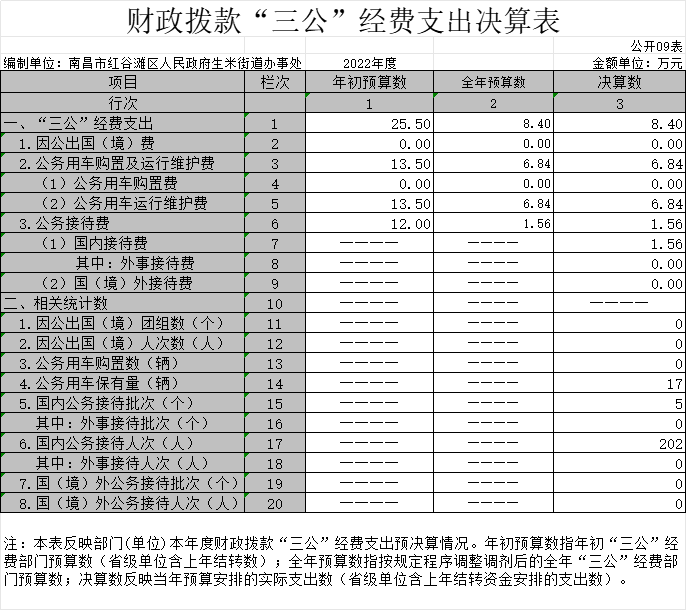 财政拨款“三公”经费支出决算表
公开09表
编制单位：南昌市红谷滩区人民政府生米街道办事处 2022年度 金额单位：万元
项目 栏次 年初预算数 全年预算数 决算数
行次 1 2 3
一、“三公”经费支出 1 25.50 8.40 8.40
1.因公出国（境）费 2 0.00 0.00 0.00
2.公务用车购置及运行维护费 3 13.50 6.84 6.84
（1）公务用车购置费 4 0.00 0.00 0.00
（2）公务用车运行维护费 5 13.50 6.84 6.84
3.公务接待费 6 12.00 1.56 1.56
（1）国内接待费 7 ———— ———— 1.56
其中：外事接待费 8 ———— ———— 0.00
（2）国（境）外接待费 9 ———— ———— 0.00
二、相关统计数 10 ———— ———— ————
1.因公出国（境）团组数（个） 11 ———— ———— 0
2.因公出国（境）人次数（人） 12 ———— ———— 0
3.公务用车购置数（辆） 13 ———— ———— 0
4.公务用车保有量（辆） 14 ———— ———— 17
5.国内公务接待批次（个） 15 ———— ———— 5
其中：外事接待批次（个） 16 ———— ———— 0
6.国内公务接待人次（人） 17 ———— ———— 202
其中：外事接待人次（人） 18 ———— ———— 0
7.国（境）外公务接待批次（个） 19 ———— ———— 0
8.国（境）外公务接待人次（人） 20 ———— ———— 0
注：本表反映部门(单位)本年度财政拨款“三公”经费支出预决算情况。年初预算数指年初“三公”经
费部门预算数（省级单位含上年结转数）；全年预算数指按规定程序调整调剂后的全年“三公”经费部
门预算数；决算数反映当年预算安排的实际支出数（省级单位含上年结转资金安排的支出数）。